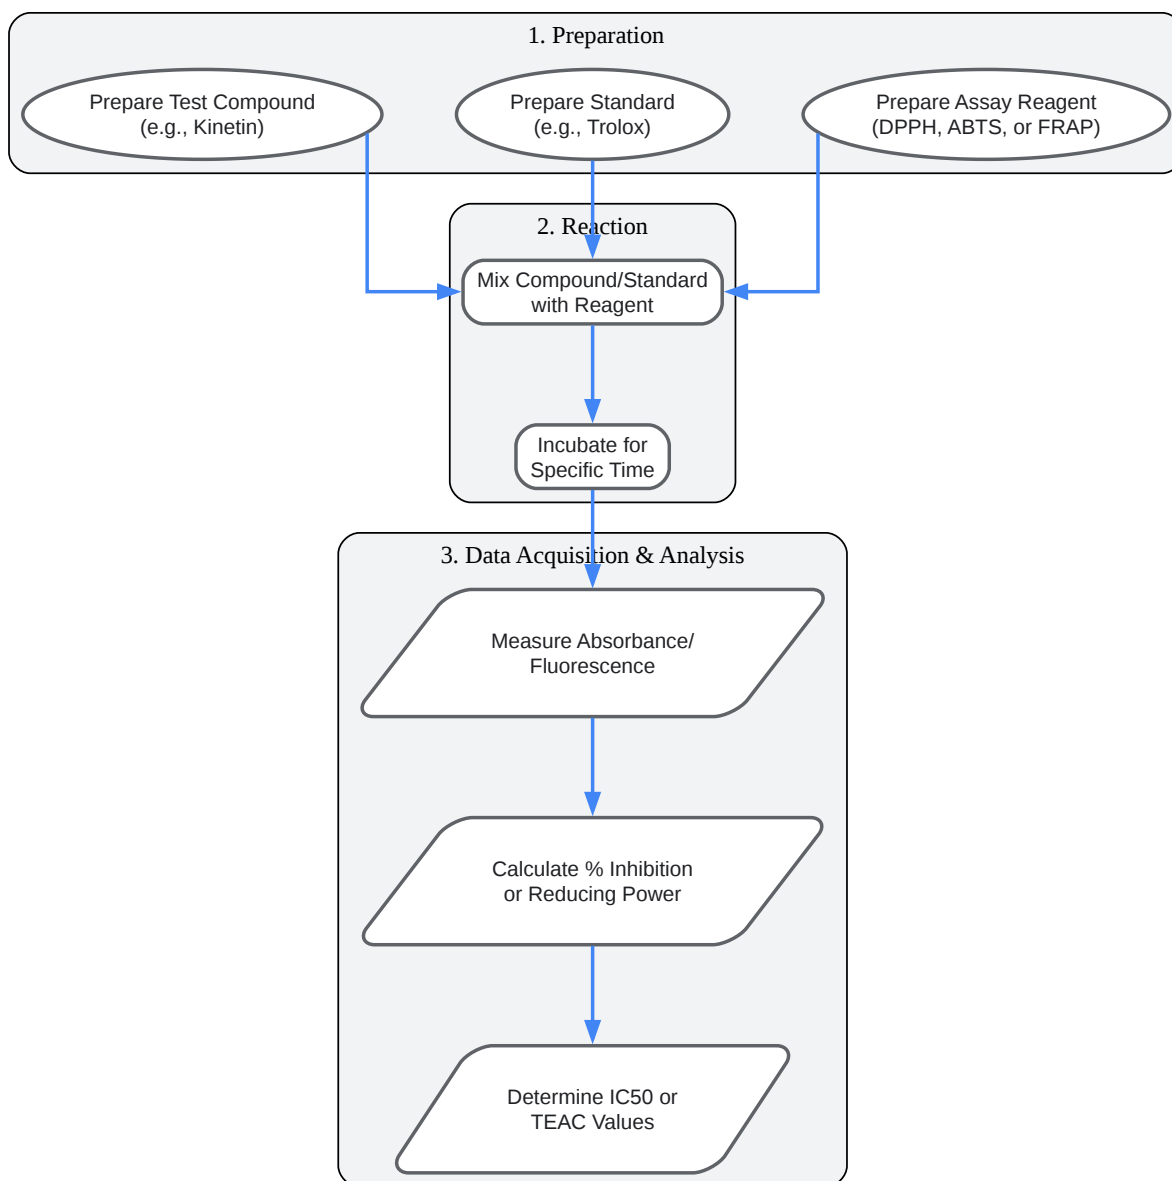 1. Preparation
Prepare Test Compound
(e.g., Kinetin)
Prepare Standard
(e.g., Trolox)
Prepare Assay Reagent
(DPPH, ABTS, or FRAP)
2. Reaction
Mix Compound/Standard
with Reagent
Incubate for
Specific Time
3. Data Acquisition & Analysis
Measure Absorbance/
Fluorescence
Calculate % Inhibition
or Reducing Power
Determine IC50 or
TEAC Values